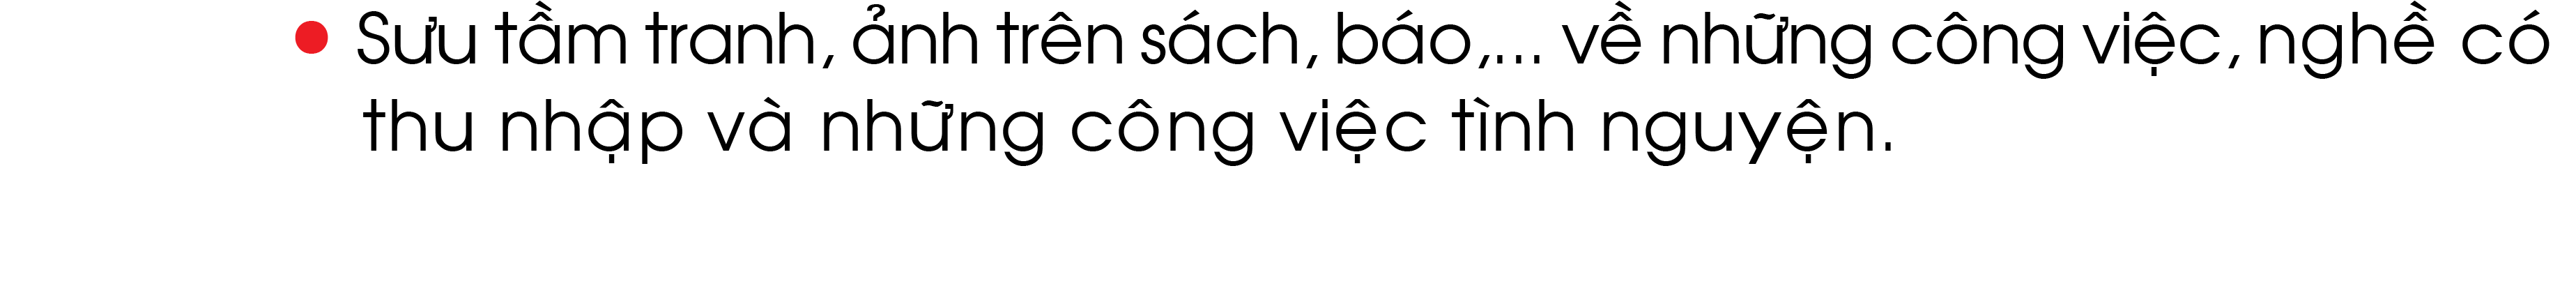 ● Sưu tầm tranh, ảnh trên sách, báo,... về những công việc, nghề có
thu nhập và những công việc tình nguyện.